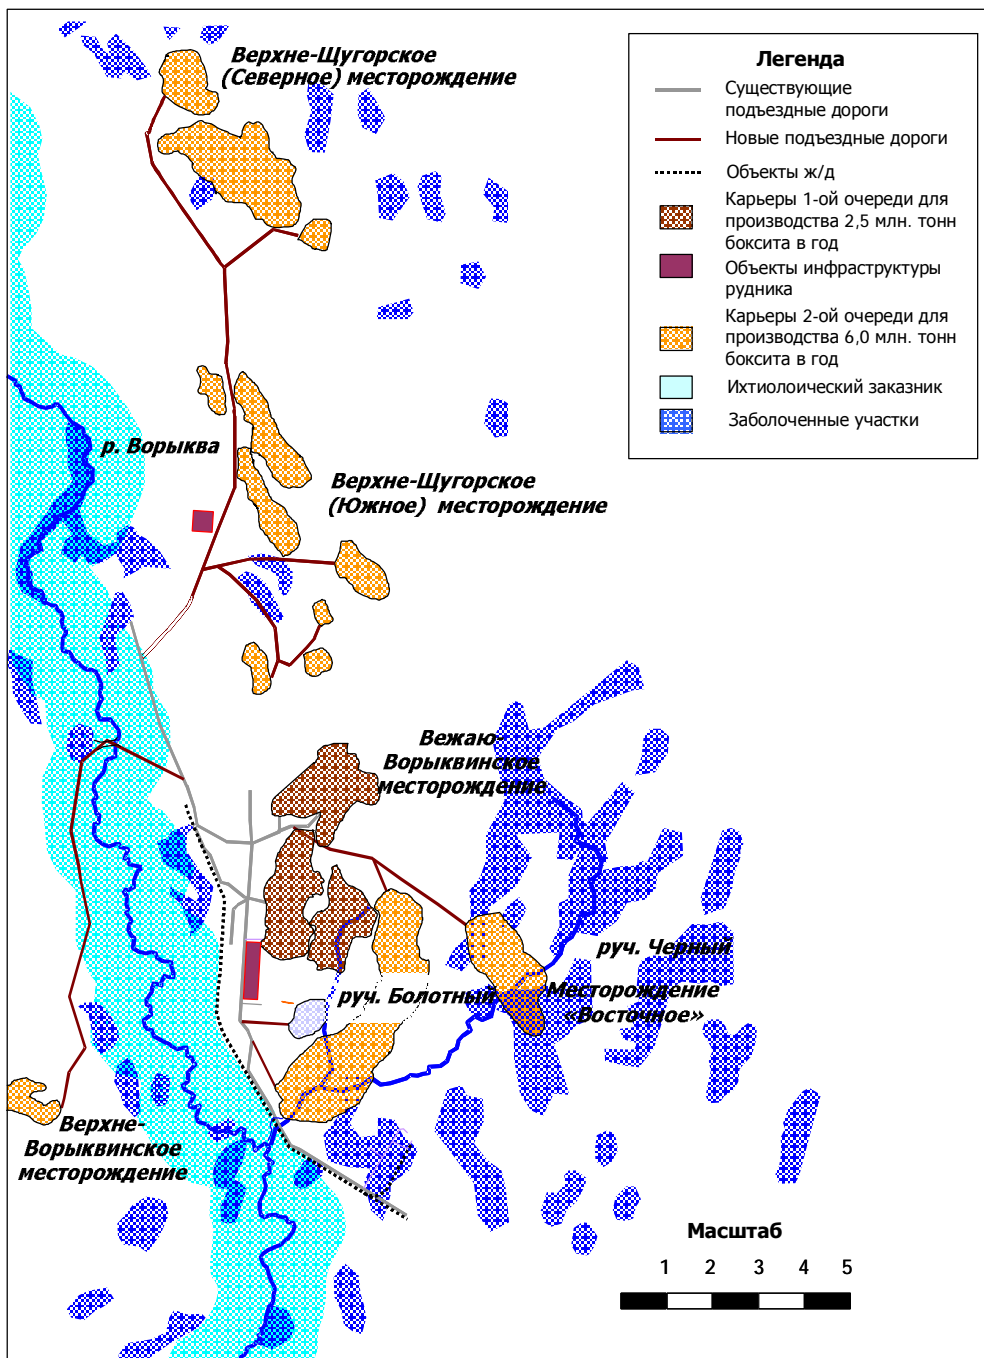 Верхне-Щугорское
(Северное) месторождение
Легенда
Существующие
подъездные дороги
Новые подъездные дороги
Объекты ж/д
Карьеры 1-ой очереди для
производства 2,5 млн. тонн
боксита в год
Объекты инфраструктуры
рудника
Карьеры 2-ой очереди для
производства 6,0 млн. тонн
боксита в год
Ихтиолоический заказник
Заболоченные участки
р. Ворыква
Верхне-Щугорское
(Южное) месторождение
Вежаю-
Ворыквинское
месторождение
руч. Черный
руч. Болотный
Месторождение
«Восточное»
Верхне-
Ворыквинское
месторождение
Масштаб
1 2 3 4 5